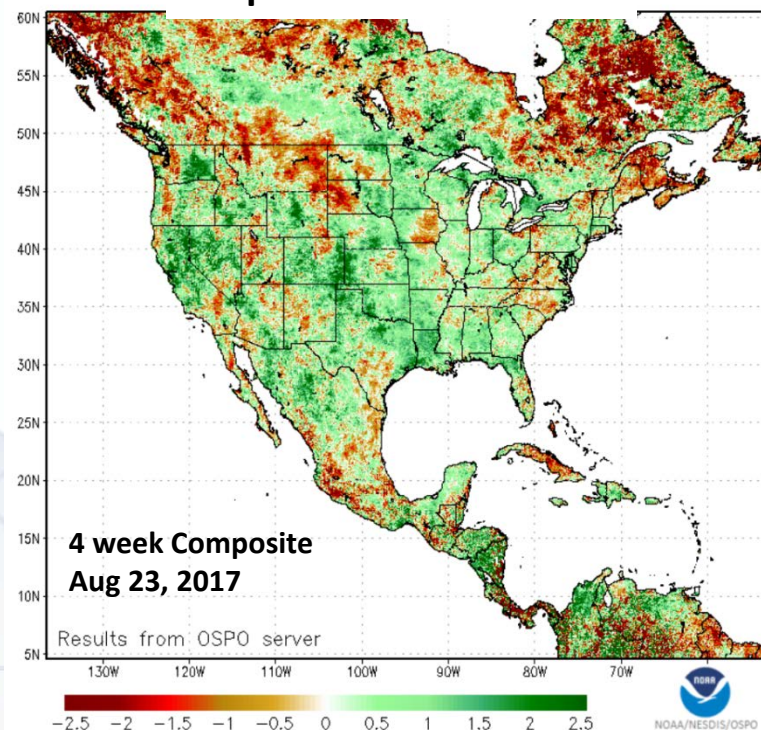 60N
55N
50N
45N
40N
35N
30N
25N
20N
15N
10N
5N
4 week Composite
Aug 23, 2017
Results from OSPO server
130W 120W 110W 100W 90W 80W 70W
-2.5 -2 -1.5 -1 -0.5 0 0.5 1 1.5 2 2.5
NOAA
NOAA/NESDIS/OSPO